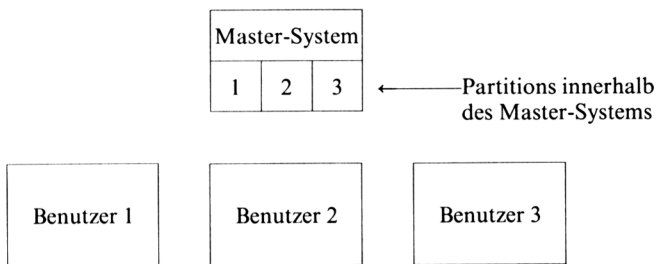 Master-System
1 2 3
Partitions innerhalb
des Master-Systems
Benutzer 1 Benutzer 2 Benutzer 3